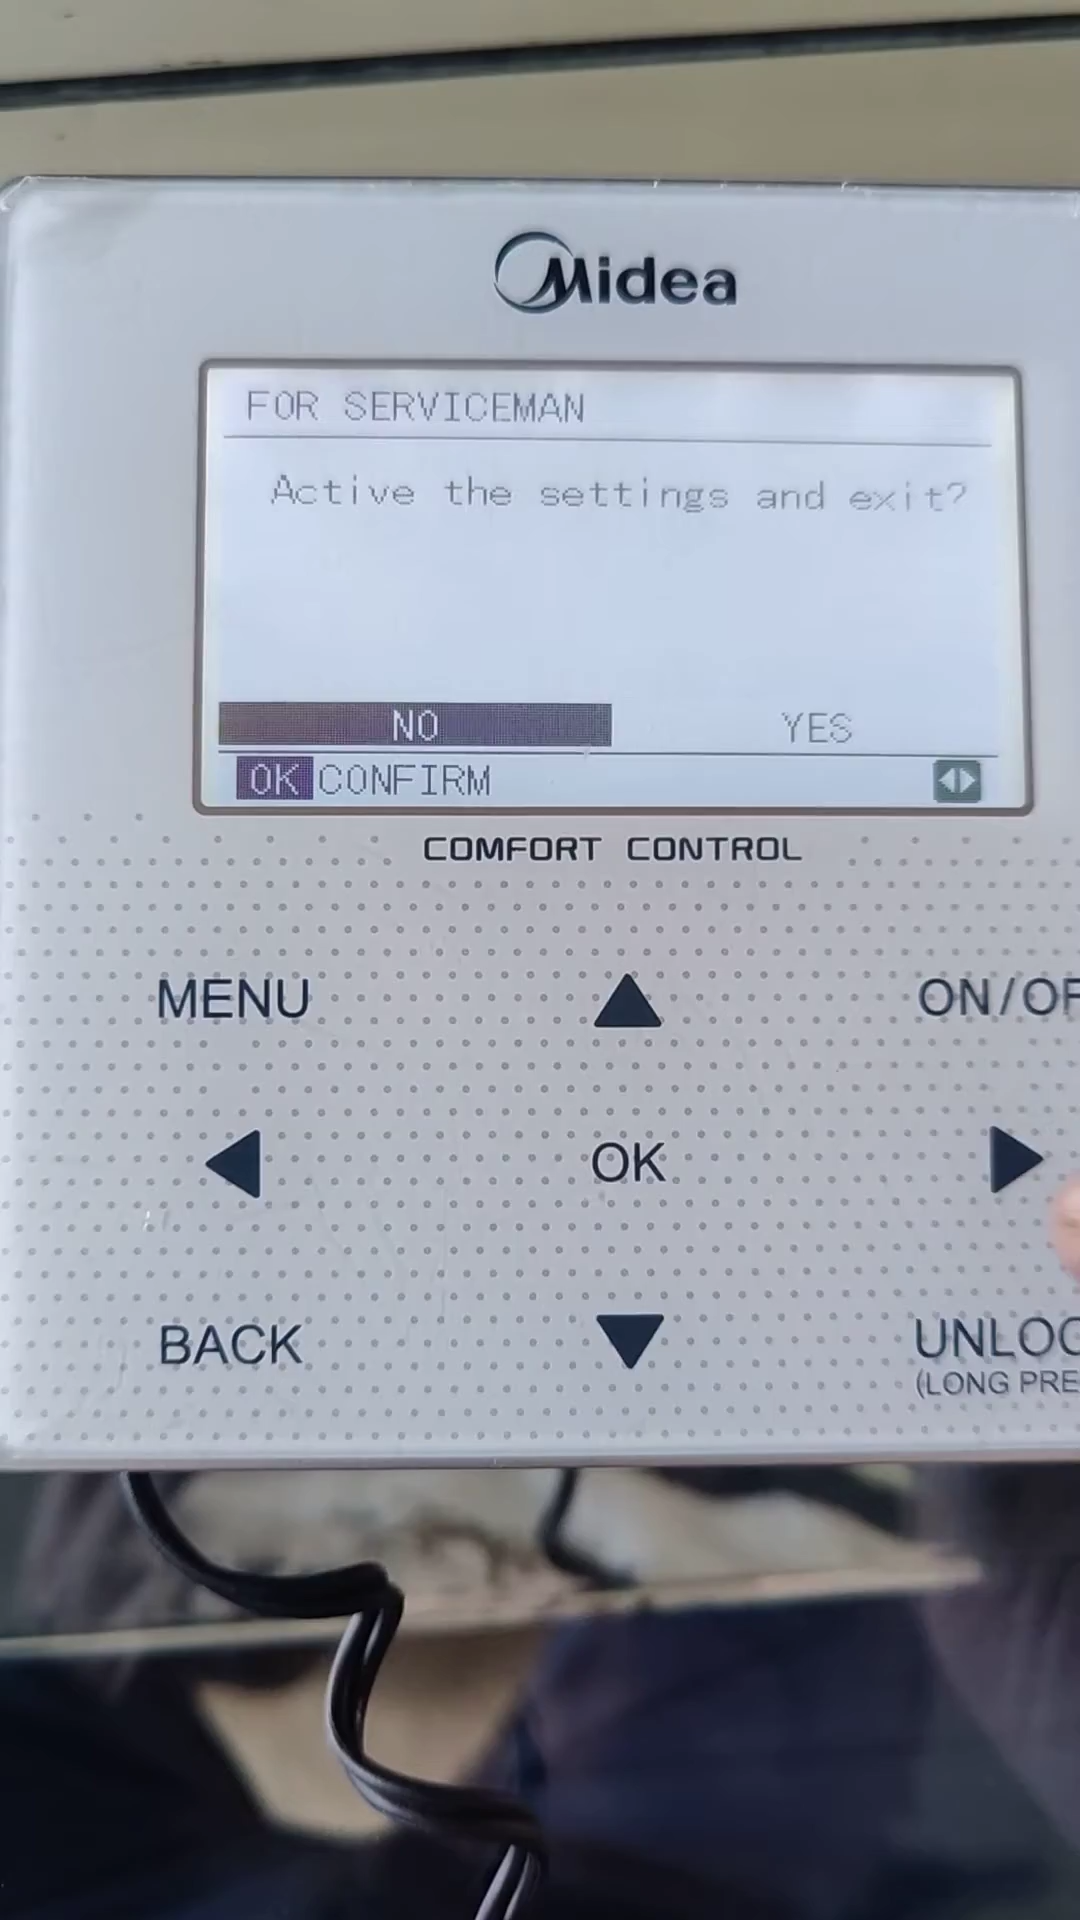 Midea
FOR SERVICEMAN
Active the settings and exit?
NO YES
OK CONFIRM
COMFORT CONTROL
MENU ON/OF
OK
BACK UNLOC
(LONG PRE